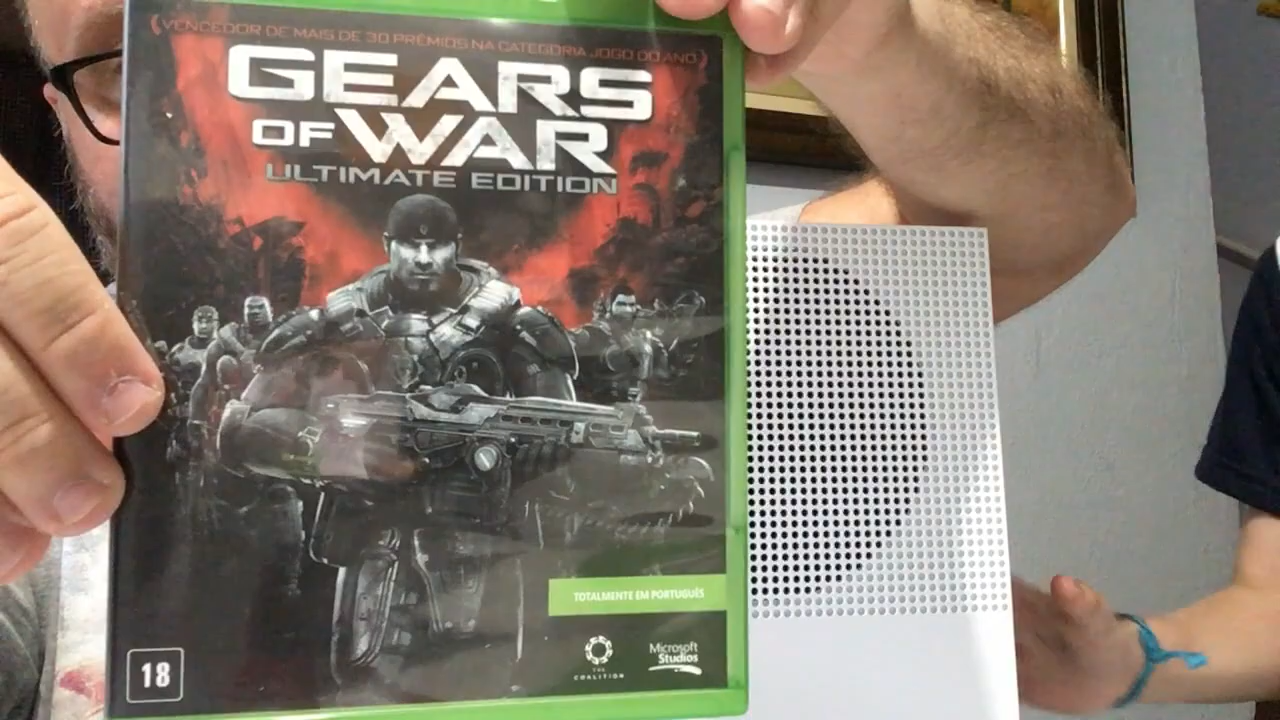 (VENCEDOR DE MAIS DE 30 PRÊMIOS NA CATEGORIA JOGO DO ANO)
GEARS
OF WAR
ULTIMATE EDITION
TOTALMENTE EM PORTUGUÊS
18
THE
COALITION
Microsoft
Studios